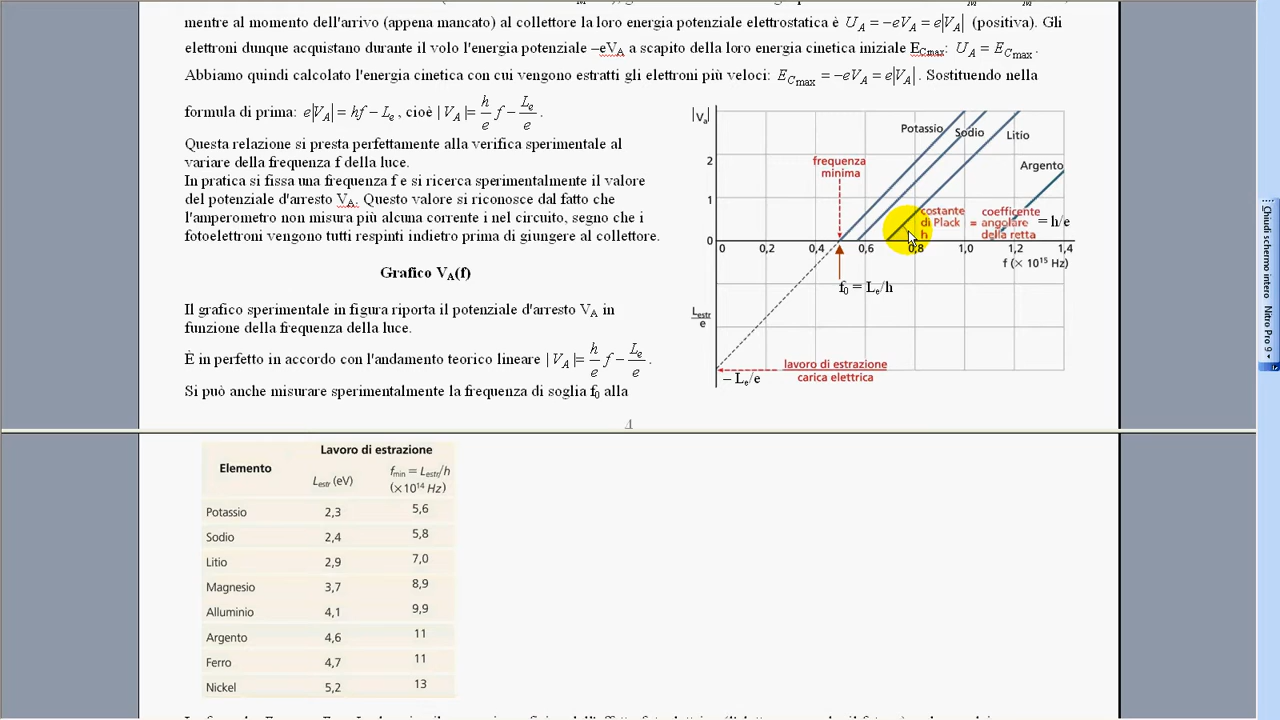 mentre al momento dell'arrivo (appena mancato) al collettore la loro energia potenziale elettrostatica è U_A = −eV_A = e|V_A| (positiva). Gli
elettroni dunque acquistano durante il volo l'energia potenziale –eV_A a scapito della loro energia cinetica iniziale E_Cmax: U_A = E_Cmax .
Abbiamo quindi calcolato l'energia cinetica con cui vengono estratti gli elettroni più veloci: E_Cmax = −eV_A = e|V_A| . Sostituendo nella
formula di prima: e|V_A| = hf − L_e , cioè |V_A| = h/e f − L_e/e .
Questa relazione si presta perfettamente alla verifica sperimentale al
variare della frequenza f della luce.
In pratica si fissa una frequenza f e si ricerca sperimentalmente il valore
del potenziale d'arresto V_A. Questo valore si riconosce dal fatto che
l'amperometro non misura più alcuna corrente i nel circuito, segno che i
fotoelettroni vengono tutti respinti indietro prima di giungere al collettore.
Grafico V_A(f)
Il grafico sperimentale in figura riporta il potenziale d'arresto V_A in
funzione della frequenza della luce.
È in perfetto in accordo con l'andamento teorico lineare |V_A| = h/e f − L_e/e .
Si può anche misurare sperimentalmente la frequenza di soglia f_0 alla
|V_a|
Potassio
Sodio
Litio
Argento
2
1
0
frequenza
minima
costante
di Plack
h
=
coefficente
angolare
della retta
= h/e
0 0,2 0,4 0,6 0,8 1,0 1,2 1,4
f (× 10^15 Hz)
f_0 = L_e/h
L_estr/e
lavoro di estrazione
carica elettrica
– L_e/e
4
Elemento
Lavoro di estrazione
L_estr (eV)
f_min = L_estr/h
(×10^14 Hz)
Potassio 2,3 5,6
Sodio 2,4 5,8
Litio 2,9 7,0
Magnesio 3,7 8,9
Alluminio 4,1 9,9
Argento 4,6 11
Ferro 4,7 11
Nickel 5,2 13
Chiudi schermo intero
Nitro Pro 9